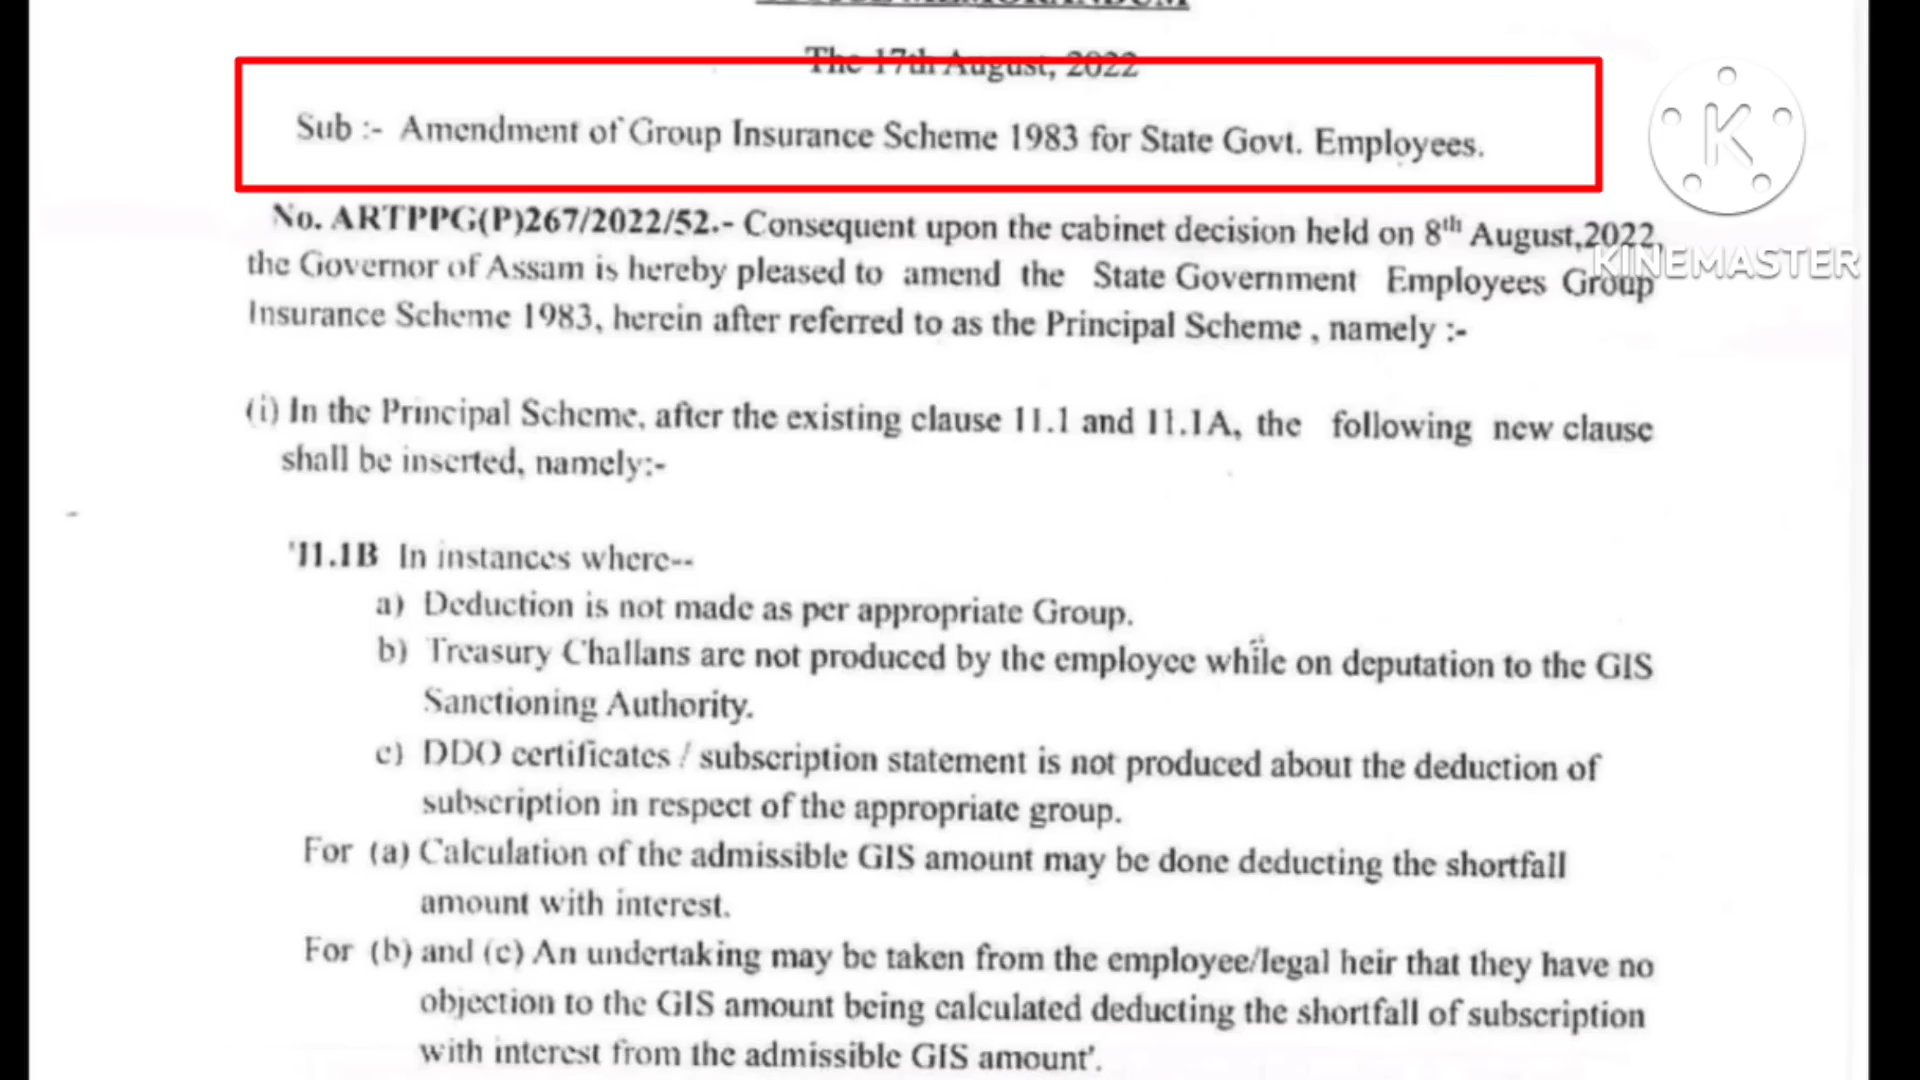 The 17th August, 2022
Sub :- Amendment of Group Insurance Scheme 1983 for State Govt. Employees.
K
No. ARTPPG(P)267/2022/52.- Consequent upon the cabinet decision held on 8th August,2022,
KINEMASTER
the Governor of Assam is hereby pleased to amend the State Government Employees Group
Insurance Scheme 1983, herein after referred to as the Principal Scheme , namely :-
(i) In the Principal Scheme, after the existing clause 11.1 and 11.1A, the following new clause
shall be inserted, namely:-
'11.1B In instances where--
a) Deduction is not made as per appropriate Group.
b) Treasury Challans are not produced by the employee while on deputation to the GIS
Sanctioning Authority.
c) DDO certificates / subscription statement is not produced about the deduction of
subscription in respect of the appropriate group.
For (a) Calculation of the admissible GIS amount may be done deducting the shortfall
amount with interest.
For (b) and (c) An undertaking may be taken from the employee/legal heir that they have no
objection to the GIS amount being calculated deducting the shortfall of subscription
with interest from the admissible GIS amount'.